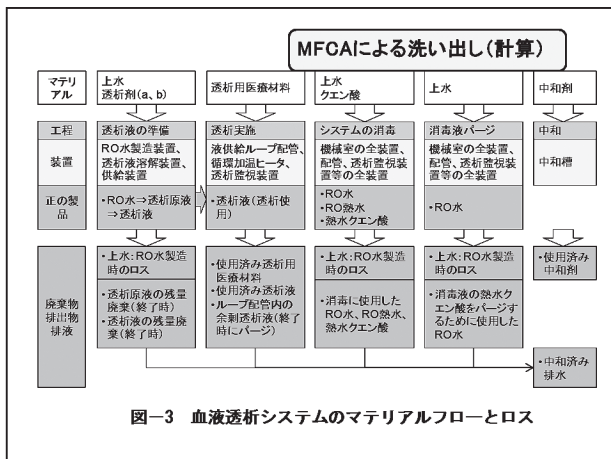 MFCAによる洗い出し(計算)
マテリアル
上水
透析剤(a、b)
透析用医療材料
上水
クエン酸
上水
中和剤
工程
透析液の準備
透析実施
システムの消毒
消毒液パージ
中和
装置
RO水製造装置、
透析液溶解装置、
供給装置
液供給ループ配管、
循環加温ヒータ、
透析監視装置
機械室の全装置、
配管、透析監視装置
等の全装置
機械室の全装置、
配管、透析監視装置
等の全装置
中和槽
正の製品
・RO水⇒透析原液
⇒透析液
・透析液(透析使
用)
・RO水
・RO熱水
・熱水クエン酸
・RO水
廃棄物
排出物
排液
・上水:RO水製造
時のロス
・透析原液の残量
廃棄(終了時)
・透析液の残量廃
棄(終了時)
・使用済み透析用
医療材料
・使用済み透析液
・ループ配管内の
余剰透析液(終了
時にパージ)
・上水:RO水製造
時のロス
・消毒に使用した
RO水、RO熱水、
熱水クエン酸
・上水:RO水製造
時のロス
・消毒液の熱水ク
エン酸をパージす
るために使用した
RO水
・使用済み
中和剤
・中和済み
排水
図-3 血液透析システムのマテリアルフローとロス